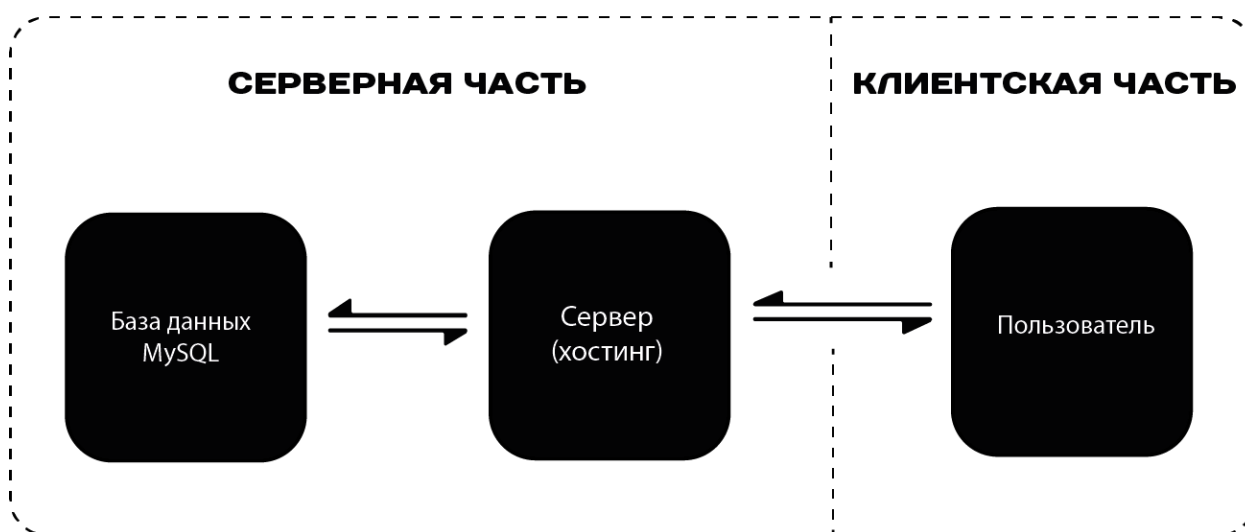 СЕРВЕРНАЯ ЧАСТЬ
КЛИЕНТСКАЯ ЧАСТЬ
База данных
MySQL
Сервер
(хостинг)
Пользователь